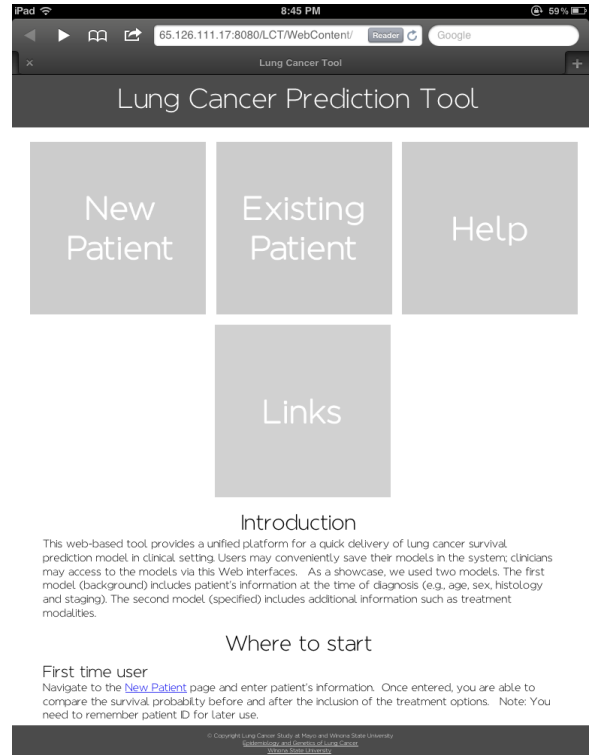 iPad 8:45 PM 59%
65.126.111.17:8080/LCT/WebContent/ Reader Google
× Lung Cancer Tool +
Lung Cancer Prediction Tool
New
Patient
Existing
Patient
Help
Links
Introduction
This web-based tool provides a unified platform for a quick delivery of lung cancer survival
prediction model in clinical setting. Users may conveniently save their models in the system; clinicians
may access to the models via this Web interfaces. As a showcase, we used two models. The first
model (background) includes patient's information at the time of diagnosis (e.g., age, sex, histology
and staging). The second model (specified) includes additional information such as treatment
modalities.
Where to start
First time user
Navigate to the New Patient page and enter patient's information. Once entered, you are able to
compare the survival probabilty before and after the inclusion of the treatment options. Note: You
need to remember patient ID for later use.
© Copyright Lung Cancer Study at Mayo and Winona State University
Epidemiology and Genetics of Lung Cancer
Winona State University